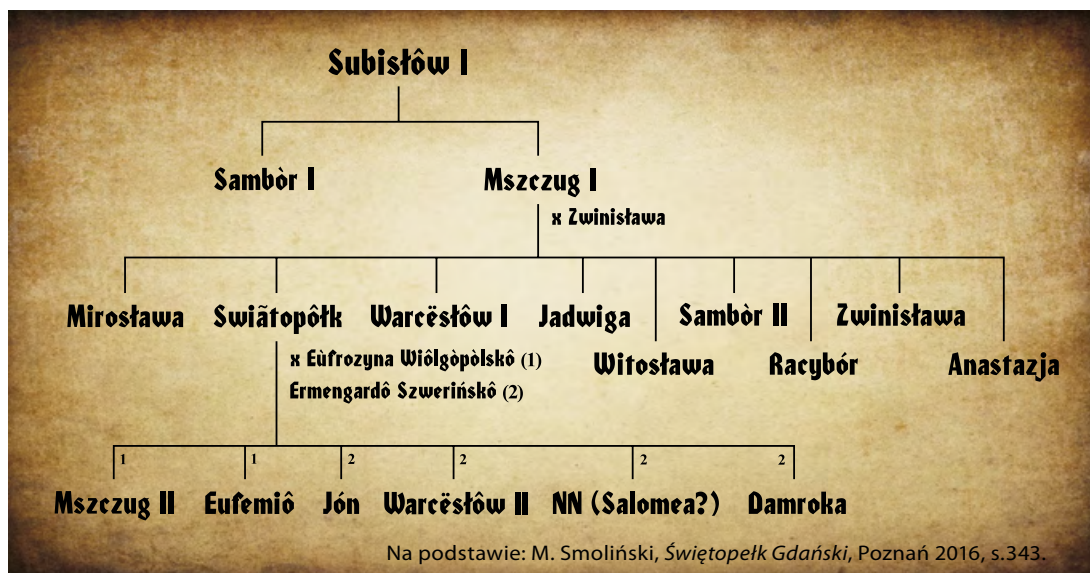 Subisłôw I
Sambòr I Mszczug I
x Zwinisława
Mirosława Swiãtopôłk Warcësłôw I Jadwiga Sambòr II Zwinisława
Witosława Racybór Anastazja
x Eùfrozyna Wiôlgòpòlskô (1)
Ermengardô Szwerińskô (2)
1 1 2 2 2 2
Mszczug II Eufemiô Jón Warcësłôw II NN (Salomea?) Damroka
Na podstawie: M. Smoliński, Świętopełk Gdański, Poznań 2016, s.343.